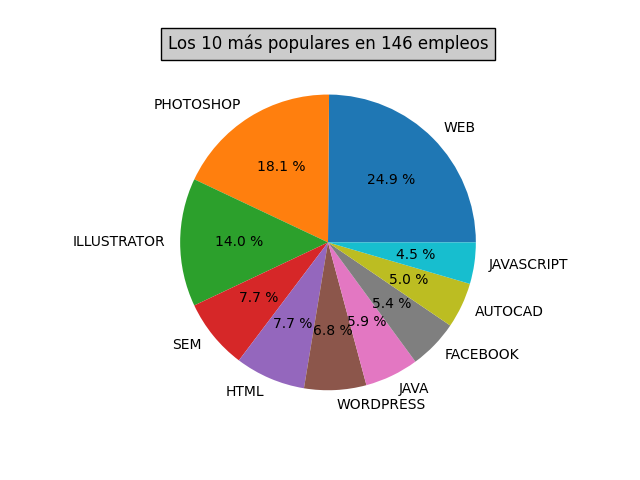 Los 10 más populares en 146 empleos
WEB
24.9 %
PHOTOSHOP
18.1 %
ILLUSTRATOR
14.0 %
SEM
7.7 %
HTML
7.7 %
WORDPRESS
6.8 %
JAVA
5.9 %
FACEBOOK
5.4 %
AUTOCAD
5.0 %
JAVASCRIPT
4.5 %